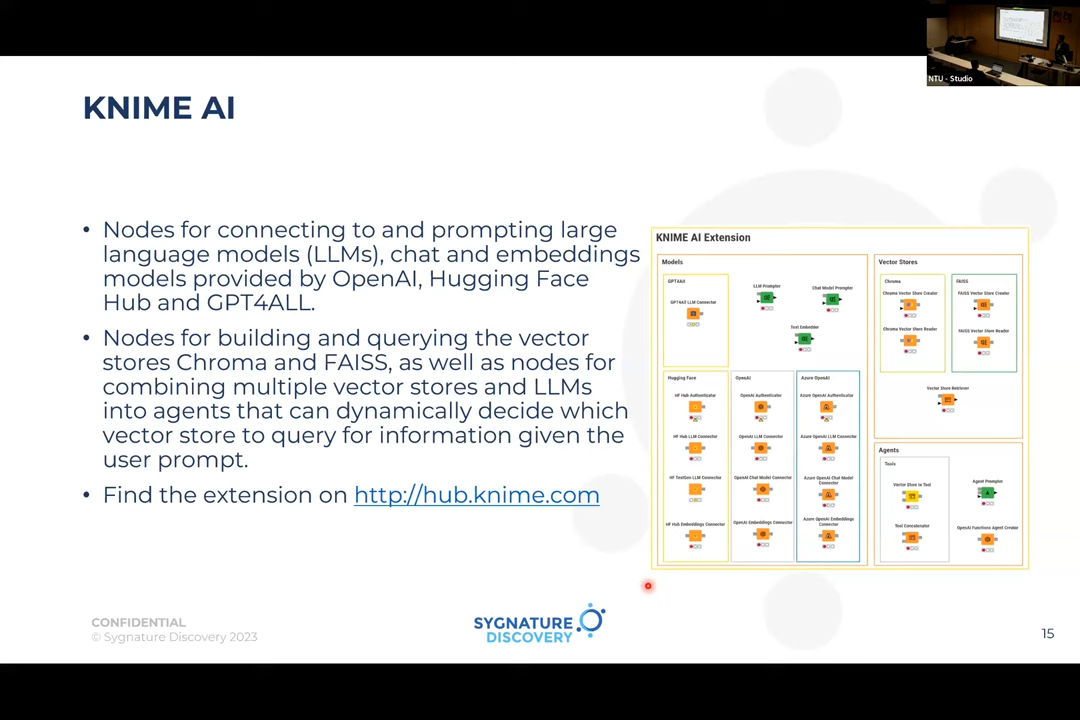 NTU - Studio
KNIME AI
• Nodes for connecting to and prompting large
language models (LLMs), chat and embeddings
models provided by OpenAI, Hugging Face
Hub and GPT4ALL.
• Nodes for building and querying the vector
stores Chroma and FAISS, as well as nodes for
combining multiple vector stores and LLMs
into agents that can dynamically decide which
vector store to query for information given the
user prompt.
• Find the extension on http://hub.knime.com
KNIME AI Extension
Models
GPT4All
GPT4All LLM Connector
LLM Prompter
Chat Model Prompter
Text Embedder
Hugging Face
HF Hub Authenticator
HF Hub LLM Connector
HF TextGen LLM Connector
HF Hub Embeddings Connector
OpenAI
OpenAI Authenticator
OpenAI LLM Connector
OpenAI Chat Model Connector
OpenAI Embeddings Connector
Azure OpenAI
Azure OpenAI Authenticator
Azure OpenAI LLM Connector
Azure OpenAI Chat Model
Connector
Azure OpenAI Embeddings
Connector
Vector Stores
Chroma
Chroma Vector Store Creator
Chroma Vector Store Reader
FAISS
FAISS Vector Store Creator
FAISS Vector Store Reader
Vector Store Retriever
Agents
Tools
Vector Store to Tool
Tool Concatenator
Agent Prompter
OpenAI Functions Agent Creator
CONFIDENTIAL
© Sygnature Discovery 2023
SYGNATURE
DISCOVERY
15